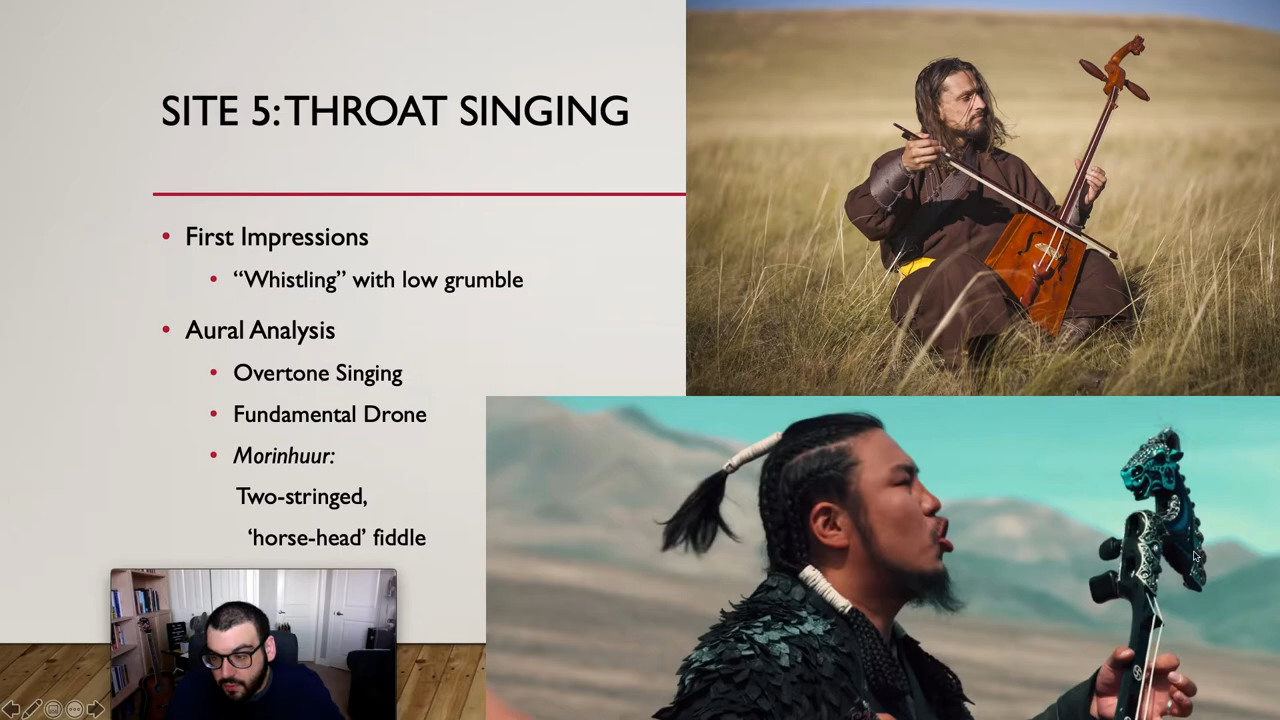 SITE 5: THROAT SINGING
• First Impressions
• “Whistling” with low grumble
• Aural Analysis
• Overtone Singing
• Fundamental Drone
• Morinhuur:
Two-stringed,
‘horse-head’ fiddle